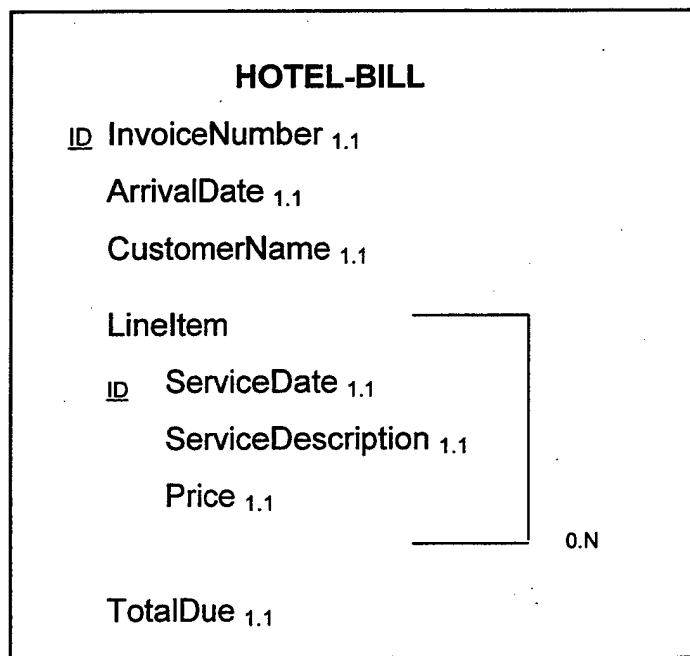 HOTEL-BILL
ID InvoiceNumber 1.1
ArrivalDate 1.1
CustomerName 1.1
LineItem
ID ServiceDate 1.1
ServiceDescription 1.1
Price 1.1
0.N
TotalDue 1.1